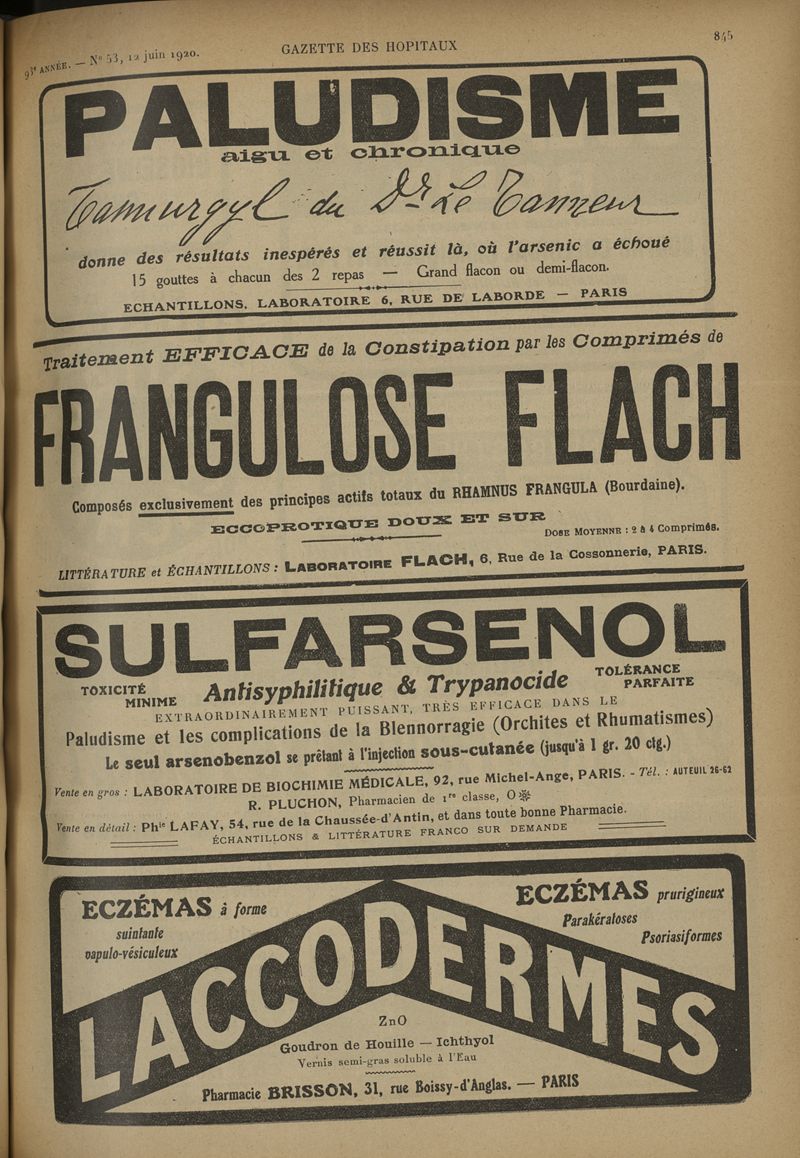 93e ANNÉE. — No 53, 12 juin 1920.
GAZETTE DES HOPITAUX
845
PALUDISME
aigu et chronique
Tamurgyl du Dr Le Tanneur
donne des résultats inespérés et réussit là, où l'arsenic a échoué
15 gouttes à chacun des 2 repas — Grand flacon ou demi-flacon.
ECHANTILLONS, LABORATOIRE 6, RUE DE LABORDE — PARIS
Traitement EFFICACE de la Constipation par les Comprimés de
FRANGULOSE FLACH
Composés exclusivement des principes actifs totaux du RHAMNUS FRANGULA (Bourdaine).
ECCOPROTIQUE DOUX ET SUR
DOSE MOYENNE : 2 à 4 Comprimés.
LITTÉRATURE et ÉCHANTILLONS : LABORATOIRE FLACH, 6, Rue de la Cossonnerie, PARIS.
SULFARSENOL
TOXICITÉ MINIME
Antisyphilitique & Trypanocide
TOLÉRANCE PARFAITE
EXTRAORDINAIREMENT PUISSANT, TRÈS EFFICACE DANS LE
Paludisme et les complications de la Blennorragie (Orchites et Rhumatismes)
Le seul arsenobenzol se prêtant à l'injection sous-cutanée (jusqu'à 1 gr. 20 ctg.)
Vente en gros : LABORATOIRE DE BIOCHIMIE MÉDICALE, 92, rue Michel-Ange, PARIS. - Tél. : AUTEUIL 26-62
R. PLUCHON, Pharmacien de 1re classe, O ❋
Vente en détail : Phie LAFAY, 54, rue de la Chaussée-d'Antin, et dans toute bonne Pharmacie.
ÉCHANTILLONS & LITTÉRATURE FRANCO SUR DEMANDE
ECZÉMAS à forme
suintante
vapulo-vésiculeux
ECZÉMAS prurigineux
Parakératoses
Psoriasiformes
LACCODERMES
ZnO
Goudron de Houille — Ichthyol
Vernis semi-gras soluble à l'Eau
Pharmacie BRISSON, 31, rue Boissy-d'Anglas. — PARIS